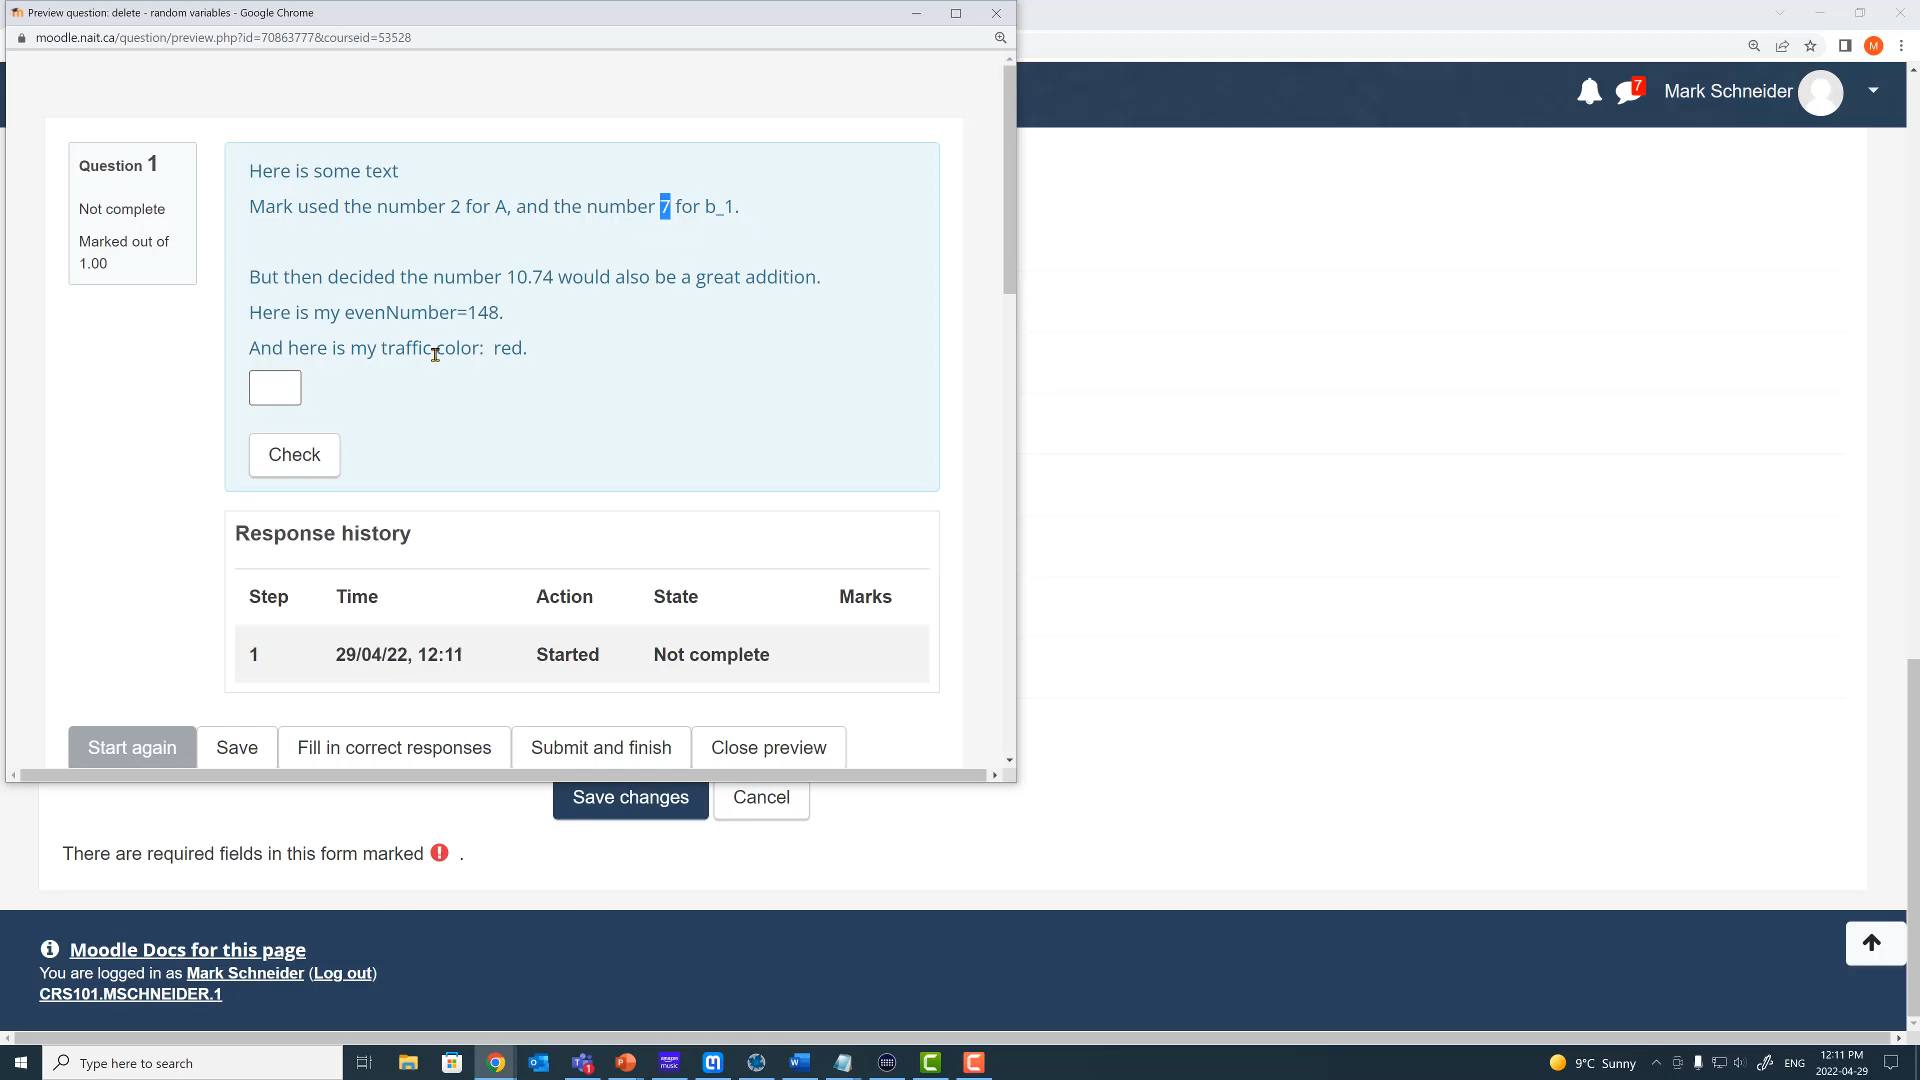 Preview question: delete - random variables - Google Chrome
moodle.nait.ca/question/preview.php?id=70863777&courseid=53528
M
7
Mark Schneider
Question 1
Not complete
Marked out of
1.00
Here is some text
Mark used the number 2 for A, and the number 7 for b_1.
But then decided the number 10.74 would also be a great addition.
Here is my evenNumber=148.
And here is my traffic color:  red.
Check
Response history
Step Time Action State Marks
1 29/04/22, 12:11 Started Not complete
Start again Save Fill in correct responses Submit and finish Close preview
Save changes Cancel
There are required fields in this form marked ! .
Moodle Docs for this page
You are logged in as Mark Schneider (Log out)
CRS101.MSCHNEIDER.1
Type here to search
amazon music
9°C Sunny
ENG
12:11 PM
2022-04-29